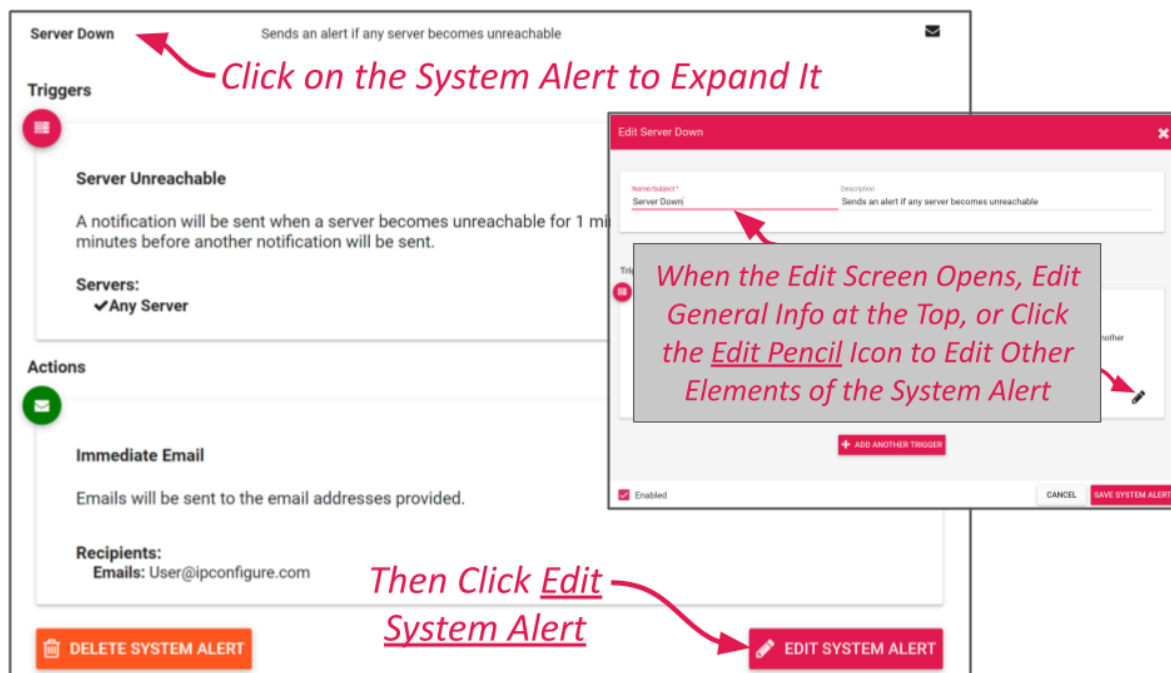 Server Down
Sends an alert if any server becomes unreachable
Click on the System Alert to Expand It
Triggers
Server Unreachable
A notification will be sent when a server becomes unreachable for 1
minutes before another notification will be sent.
Servers:
Any Server
Actions
Immediate Email
Emails will be sent to the email addresses provided.
Recipients:
Emails: User@ipconfigure.com
Then Click Edit
System Alert
DELETE SYSTEM ALERT
EDIT SYSTEM ALERT
Edit Server Down
Name/Subject*
Description
Server Down
Sends an alert if any server becomes unreachable
When the Edit Screen Opens, Edit
General Info at the Top, or Click
the Edit Pencil Icon to Edit Other
Elements of the System Alert
ADD ANOTHER TRIGGER
Enabled
CANCEL
SAVE SYSTEM ALERT